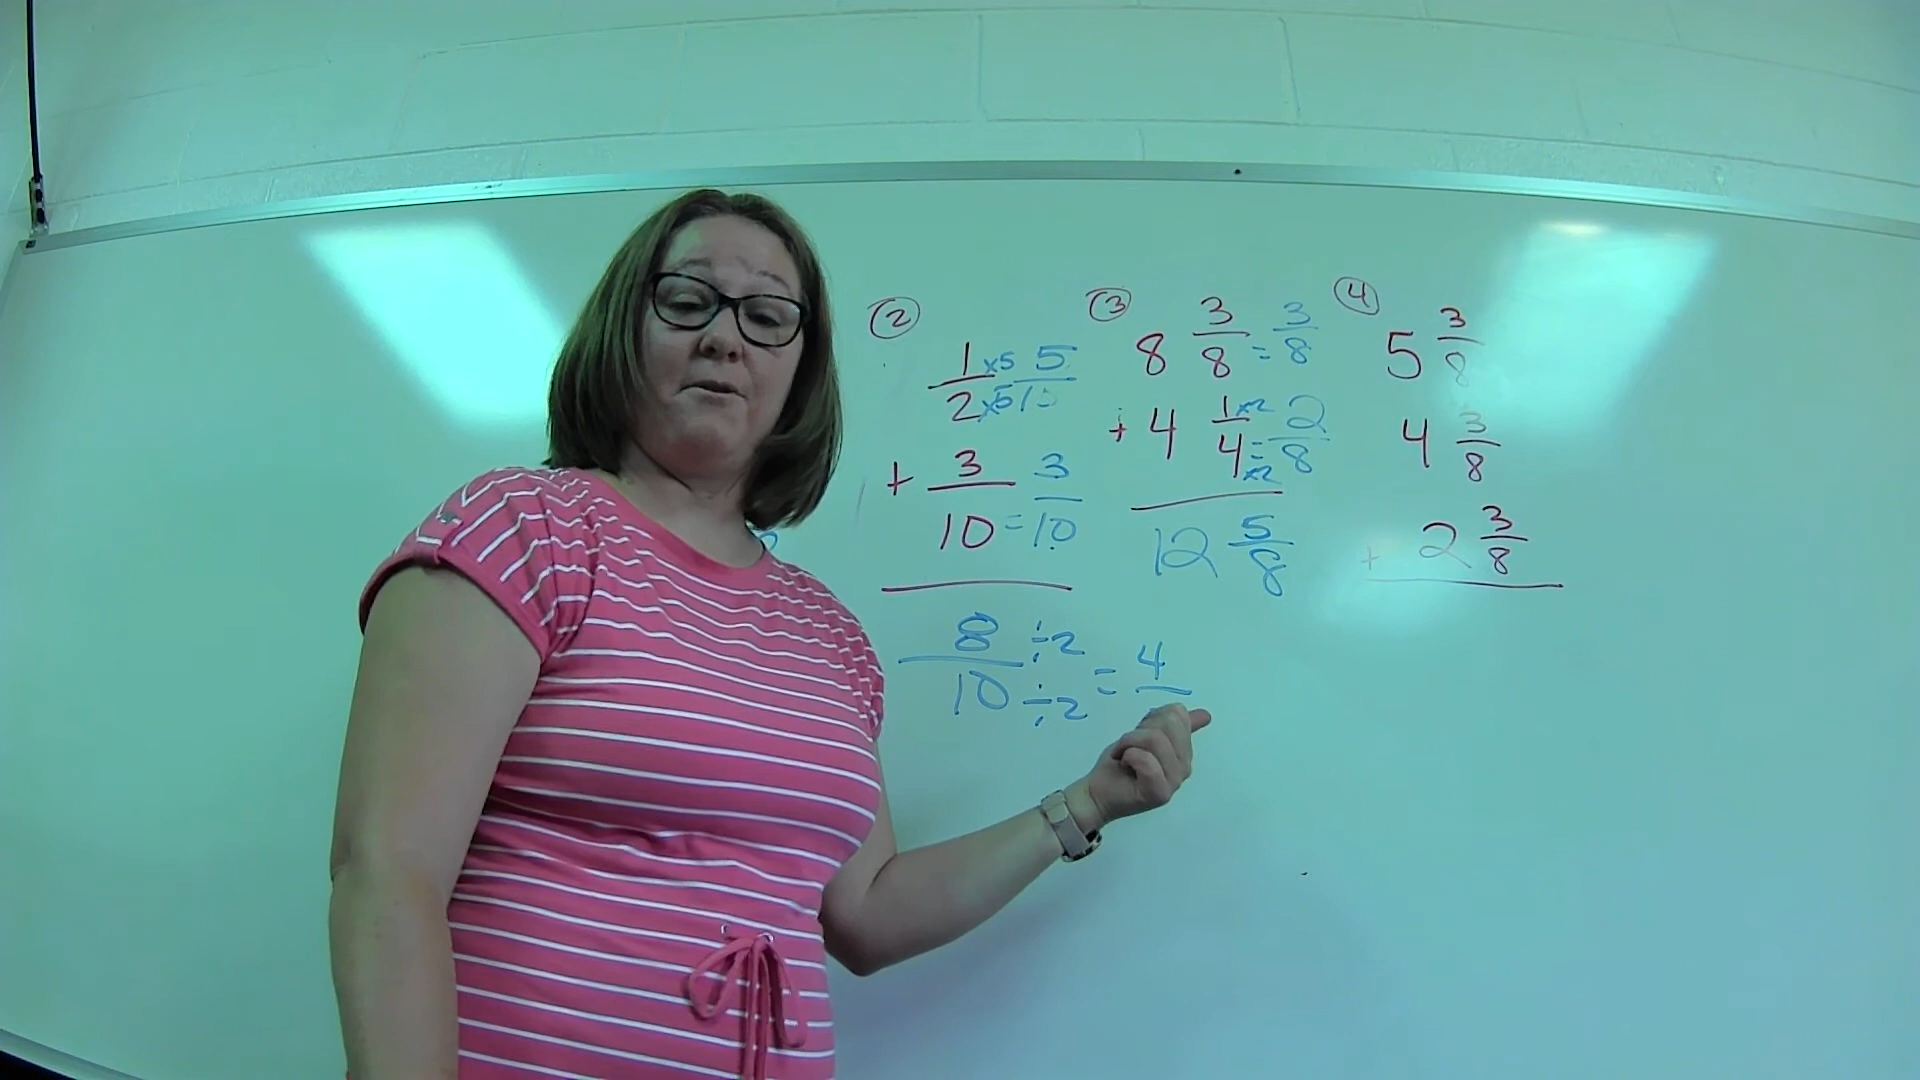 ②
1 ×5 5
2 ×5 10
+ 3 3
10 = 10
8 ÷2 = 4
10 ÷2
③
8 3/8 = 3/8
+ 4 1/4 ×2 = 2/8
×2
12 5/8
④
5 3/8
4 3/8
+ 2 3/8